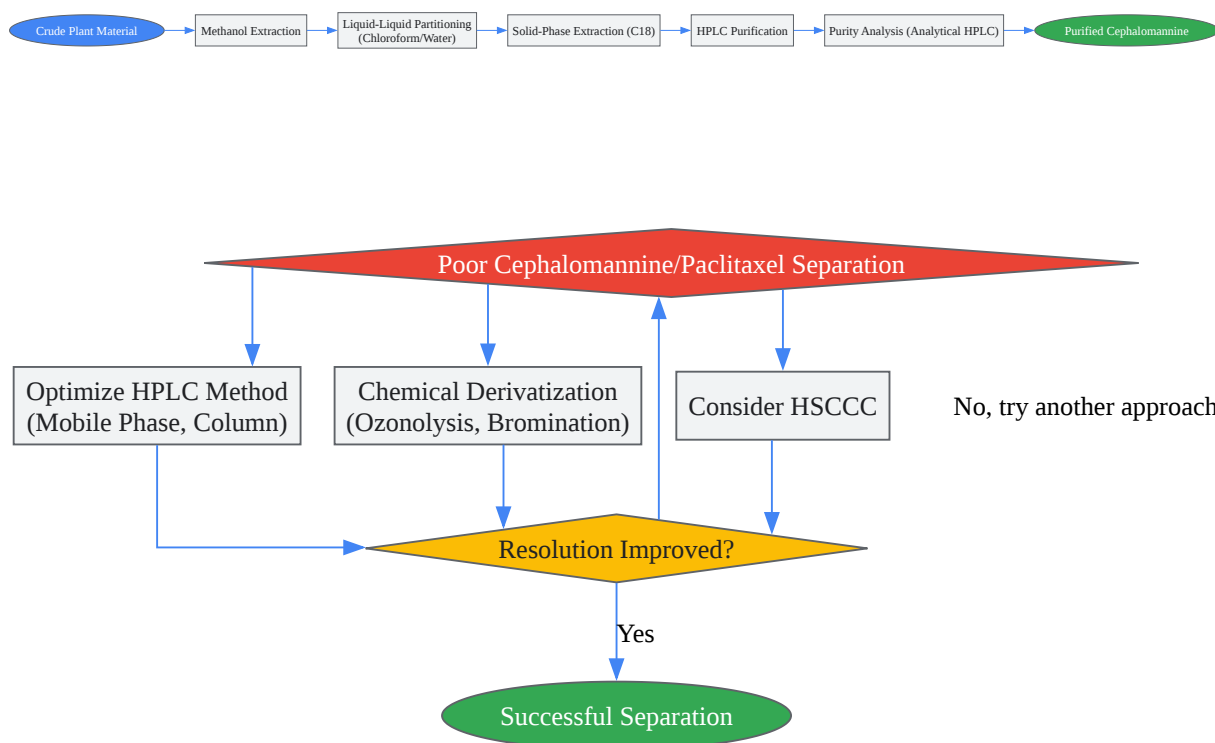 Crude Plant Material
Methanol Extraction
Liquid-Liquid Partitioning
(Chloroform/Water)
Solid-Phase Extraction (C18)
HPLC Purification
Purity Analysis (Analytical HPLC)
Purified Cephalomannine
Poor Cephalomannine/Paclitaxel Separation
Optimize HPLC Method
(Mobile Phase, Column)
Chemical Derivatization
(Ozonolysis, Bromination)
Consider HSCCC
No, try another approach
Resolution Improved?
Yes
Successful Separation